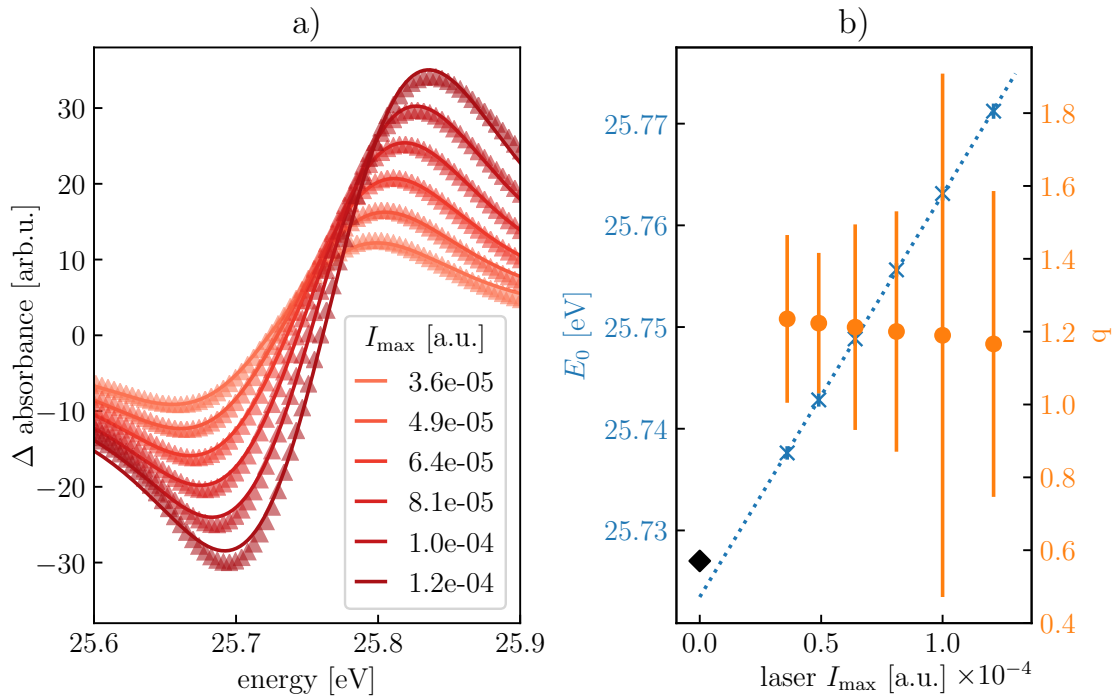 a)
Δ absorbance [arb.u.]
30
20
10
0
−10
−20
−30
25.6
25.7
25.8
25.9
energy [eV]
I_max [a.u.]
3.6e-05
4.9e-05
6.4e-05
8.1e-05
1.0e-04
1.2e-04
b)
E_0 [eV]
25.77
25.76
25.75
25.74
25.73
0.0
0.5
1.0
laser I_max [a.u.] ×10^−4
1.8
1.6
1.4
1.2
1.0
0.8
0.6
0.4
q